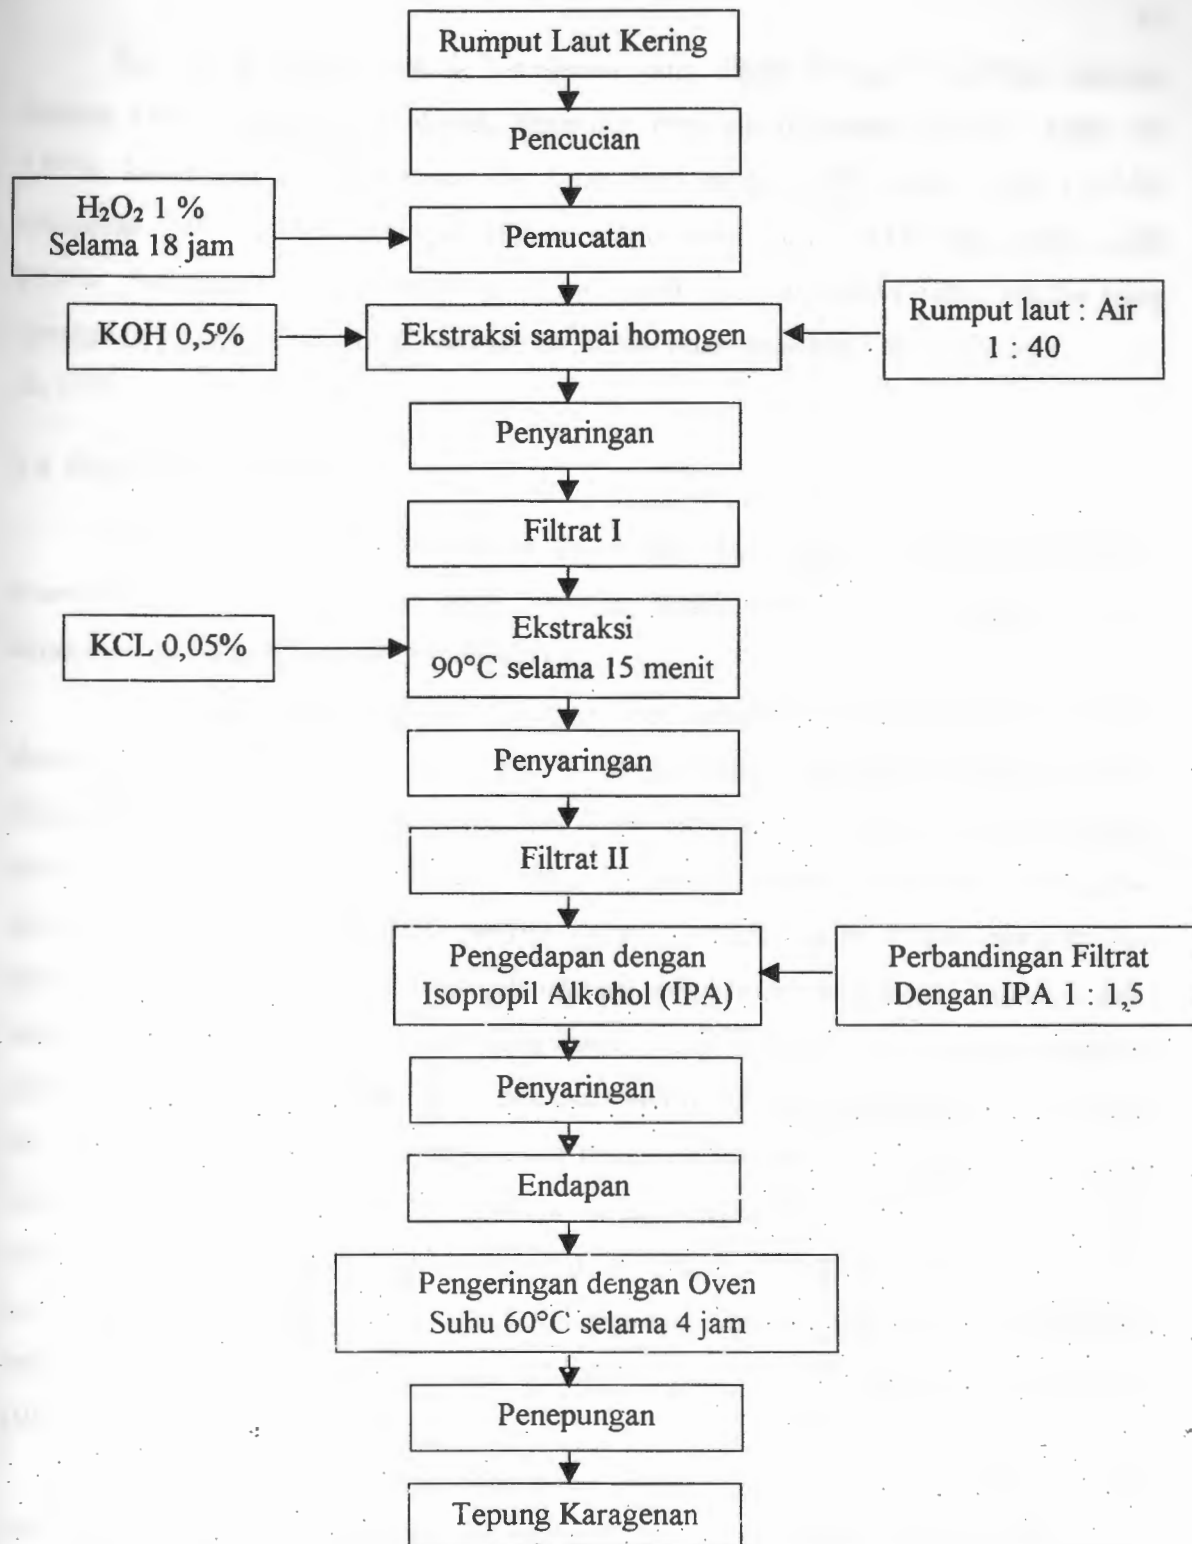 Rumput Laut Kering
Pencucian
H₂O₂ 1 %
Selama 18 jam
Pemucatan
KOH 0,5%
Ekstraksi sampai homogen
Rumput laut : Air
1 : 40
Penyaringan
Filtrat I
KCL 0,05%
Ekstraksi
90°C selama 15 menit
Penyaringan
Filtrat II
Pengedapan dengan
Isopropil Alkohol (IPA)
Perbandingan Filtrat
Dengan IPA 1 : 1,5
Penyaringan
Endapan
Pengeringan dengan Oven
Suhu 60°C selama 4 jam
Penepungan
Tepung Karagenan